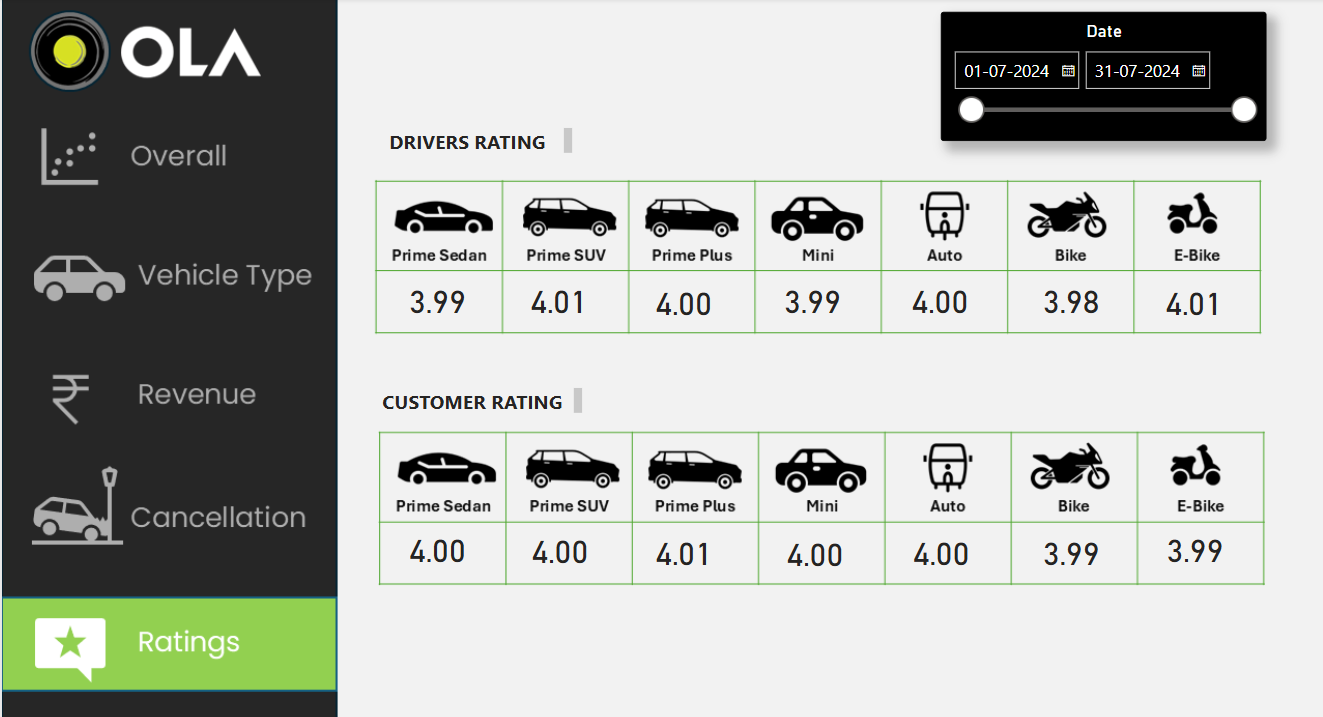 OLA
Overall
Vehicle Type
Revenue
Cancellation
Ratings
Date
01-07-2024 31-07-2024
DRIVERS RATING
Prime Sedan Prime SUV Prime Plus Mini Auto Bike E-Bike
3.99 4.01 4.00 3.99 4.00 3.98 4.01
CUSTOMER RATING
Prime Sedan Prime SUV Prime Plus Mini Auto Bike E-Bike
4.00 4.00 4.01 4.00 4.00 3.99 3.99